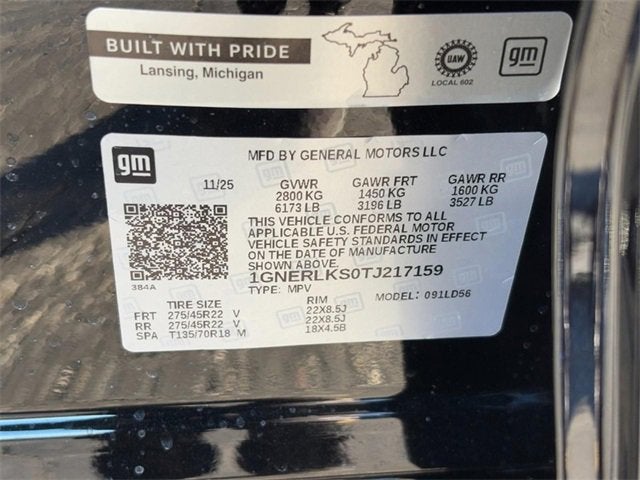 BUILT WITH PRIDE
Lansing, Michigan
UAW
LOCAL 602
gm
gm
MFD BY GENERAL MOTORS LLC
11/25 GVWR GAWR FRT GAWR RR
2800 KG 1450 KG 1600 KG
6173 LB 3196 LB 3527 LB
THIS VEHICLE CONFORMS TO ALL
APPLICABLE U.S. FEDERAL MOTOR
VEHICLE SAFETY STANDARDS IN EFFECT
ON THE DATE OF MANUFACTURE
SHOWN ABOVE.
1GNERLKS0TJ217159
384A
TYPE: MPV MODEL: 091LD56
TIRE SIZE RIM
FRT 275/45R22 V 22X8.5J
RR 275/45R22 V 22X8.5J
SPA T135/70R18 M 18X4.5B